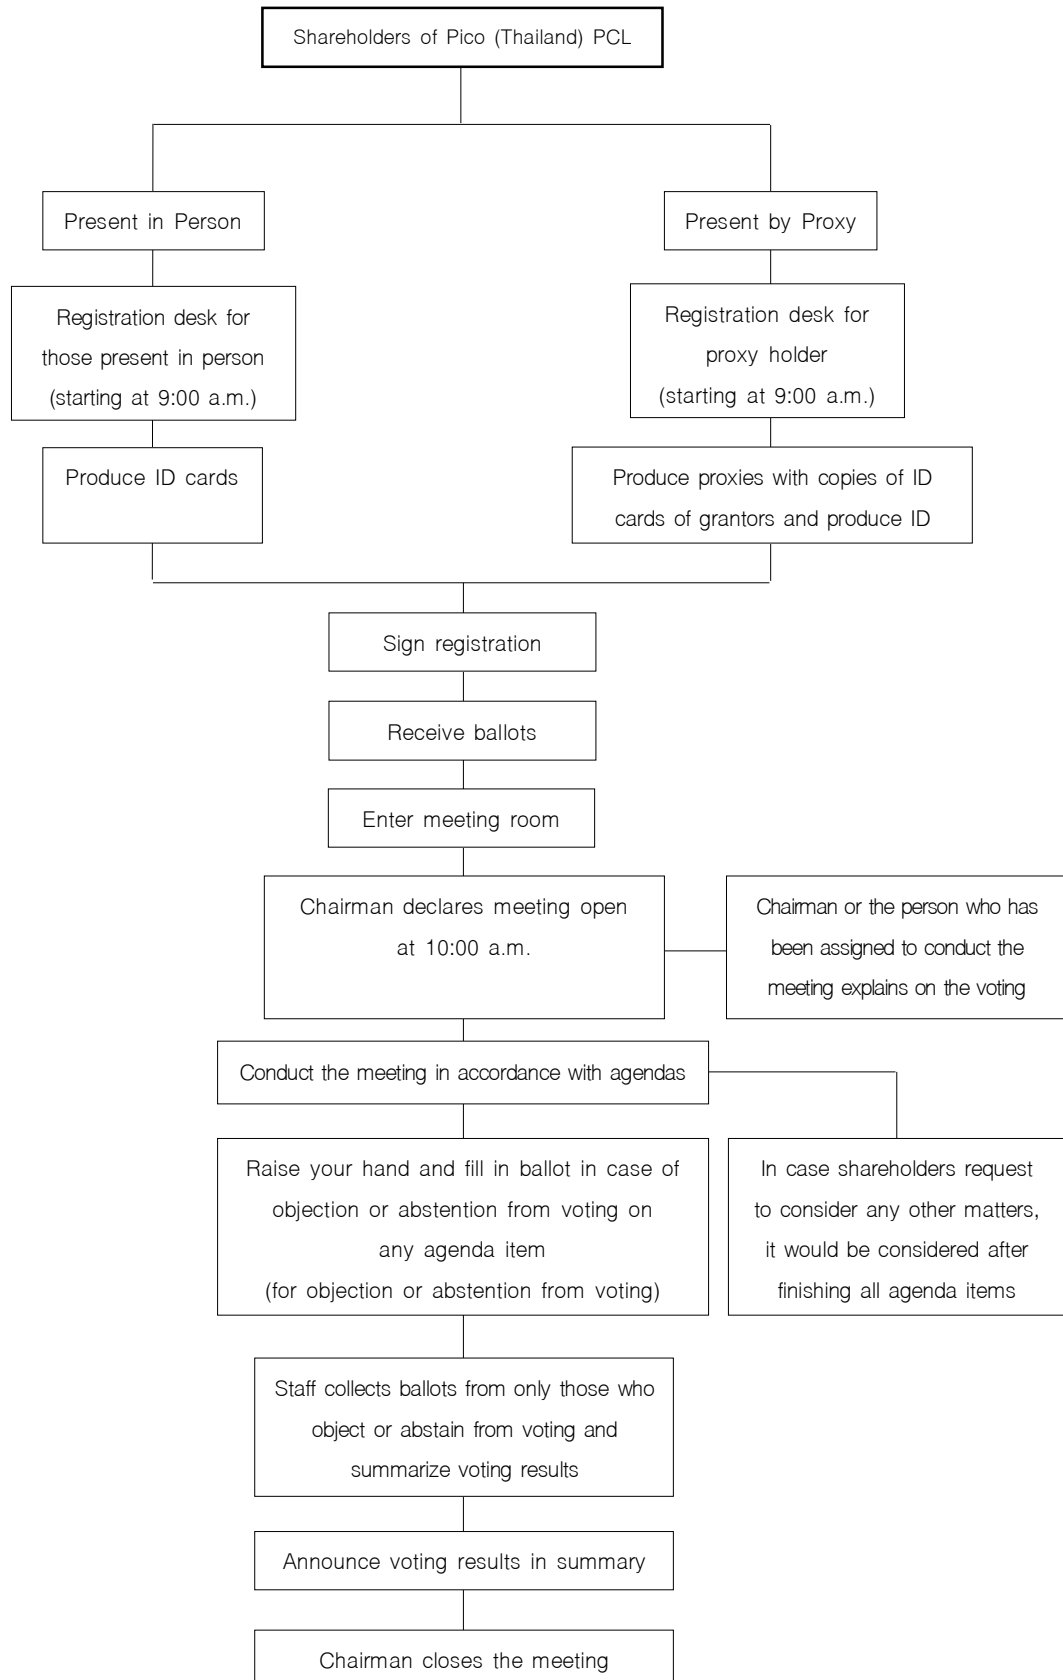 Shareholders of Pico (Thailand) PCL
Present in Person
Present by Proxy
Registration desk for
those present in person
(starting at 9:00 a.m.)
Registration desk for
proxy holder
(starting at 9:00 a.m.)
Produce ID cards
Produce proxies with copies of ID
cards of grantors and produce ID
Sign registration
Receive ballots
Enter meeting room
Chairman declares meeting open
at 10:00 a.m.
Chairman or the person who has
been assigned to conduct the
meeting explains on the voting
Conduct the meeting in accordance with agendas
Raise your hand and fill in ballot in case of
objection or abstention from voting on
any agenda item
(for objection or abstention from voting)
In case shareholders request
to consider any other matters,
it would be considered after
finishing all agenda items
Staff collects ballots from only those who
object or abstain from voting and
summarize voting results
Announce voting results in summary
Chairman closes the meeting